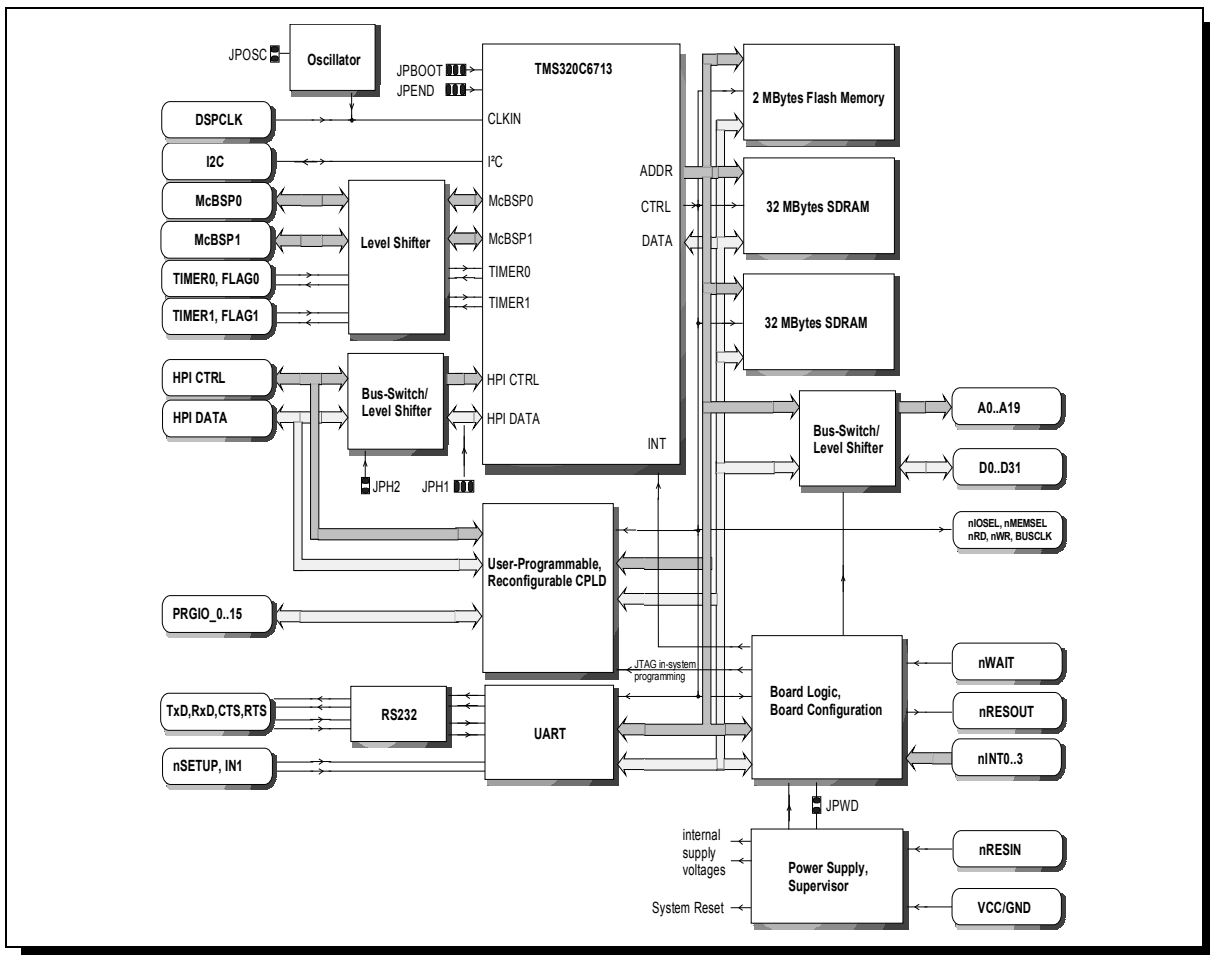 JPOSC
Oscillator
JPBOOT
JPEND
TMS320C6713
DSPCLK
CLKIN
I2C
I²C
McBSP0
McBSP0
McBSP1
McBSP1
Level Shifter
TIMER0, FLAG0
TIMER0
TIMER1, FLAG1
TIMER1
ADDR
CTRL
DATA
2 MBytes Flash Memory
32 MBytes SDRAM
32 MBytes SDRAM
HPI CTRL
HPI DATA
Bus-Switch/
Level Shifter
HPI CTRL
HPI DATA
INT
JPH2
JPH1
Bus-Switch/
Level Shifter
A0..A19
D0..D31
nIOSEL, nMEMSEL
nRD, nWR, BUSCLK
User-Programmable,
Reconfigurable CPLD
PRGIO_0..15
JTAG in-system
programming
TxD,RxD,CTS,RTS
RS232
UART
nSETUP, IN1
Board Logic,
Board Configuration
nWAIT
nRESOUT
nINT0..3
JPWD
internal
supply
voltages
System Reset
Power Supply,
Supervisor
nRESIN
VCC/GND